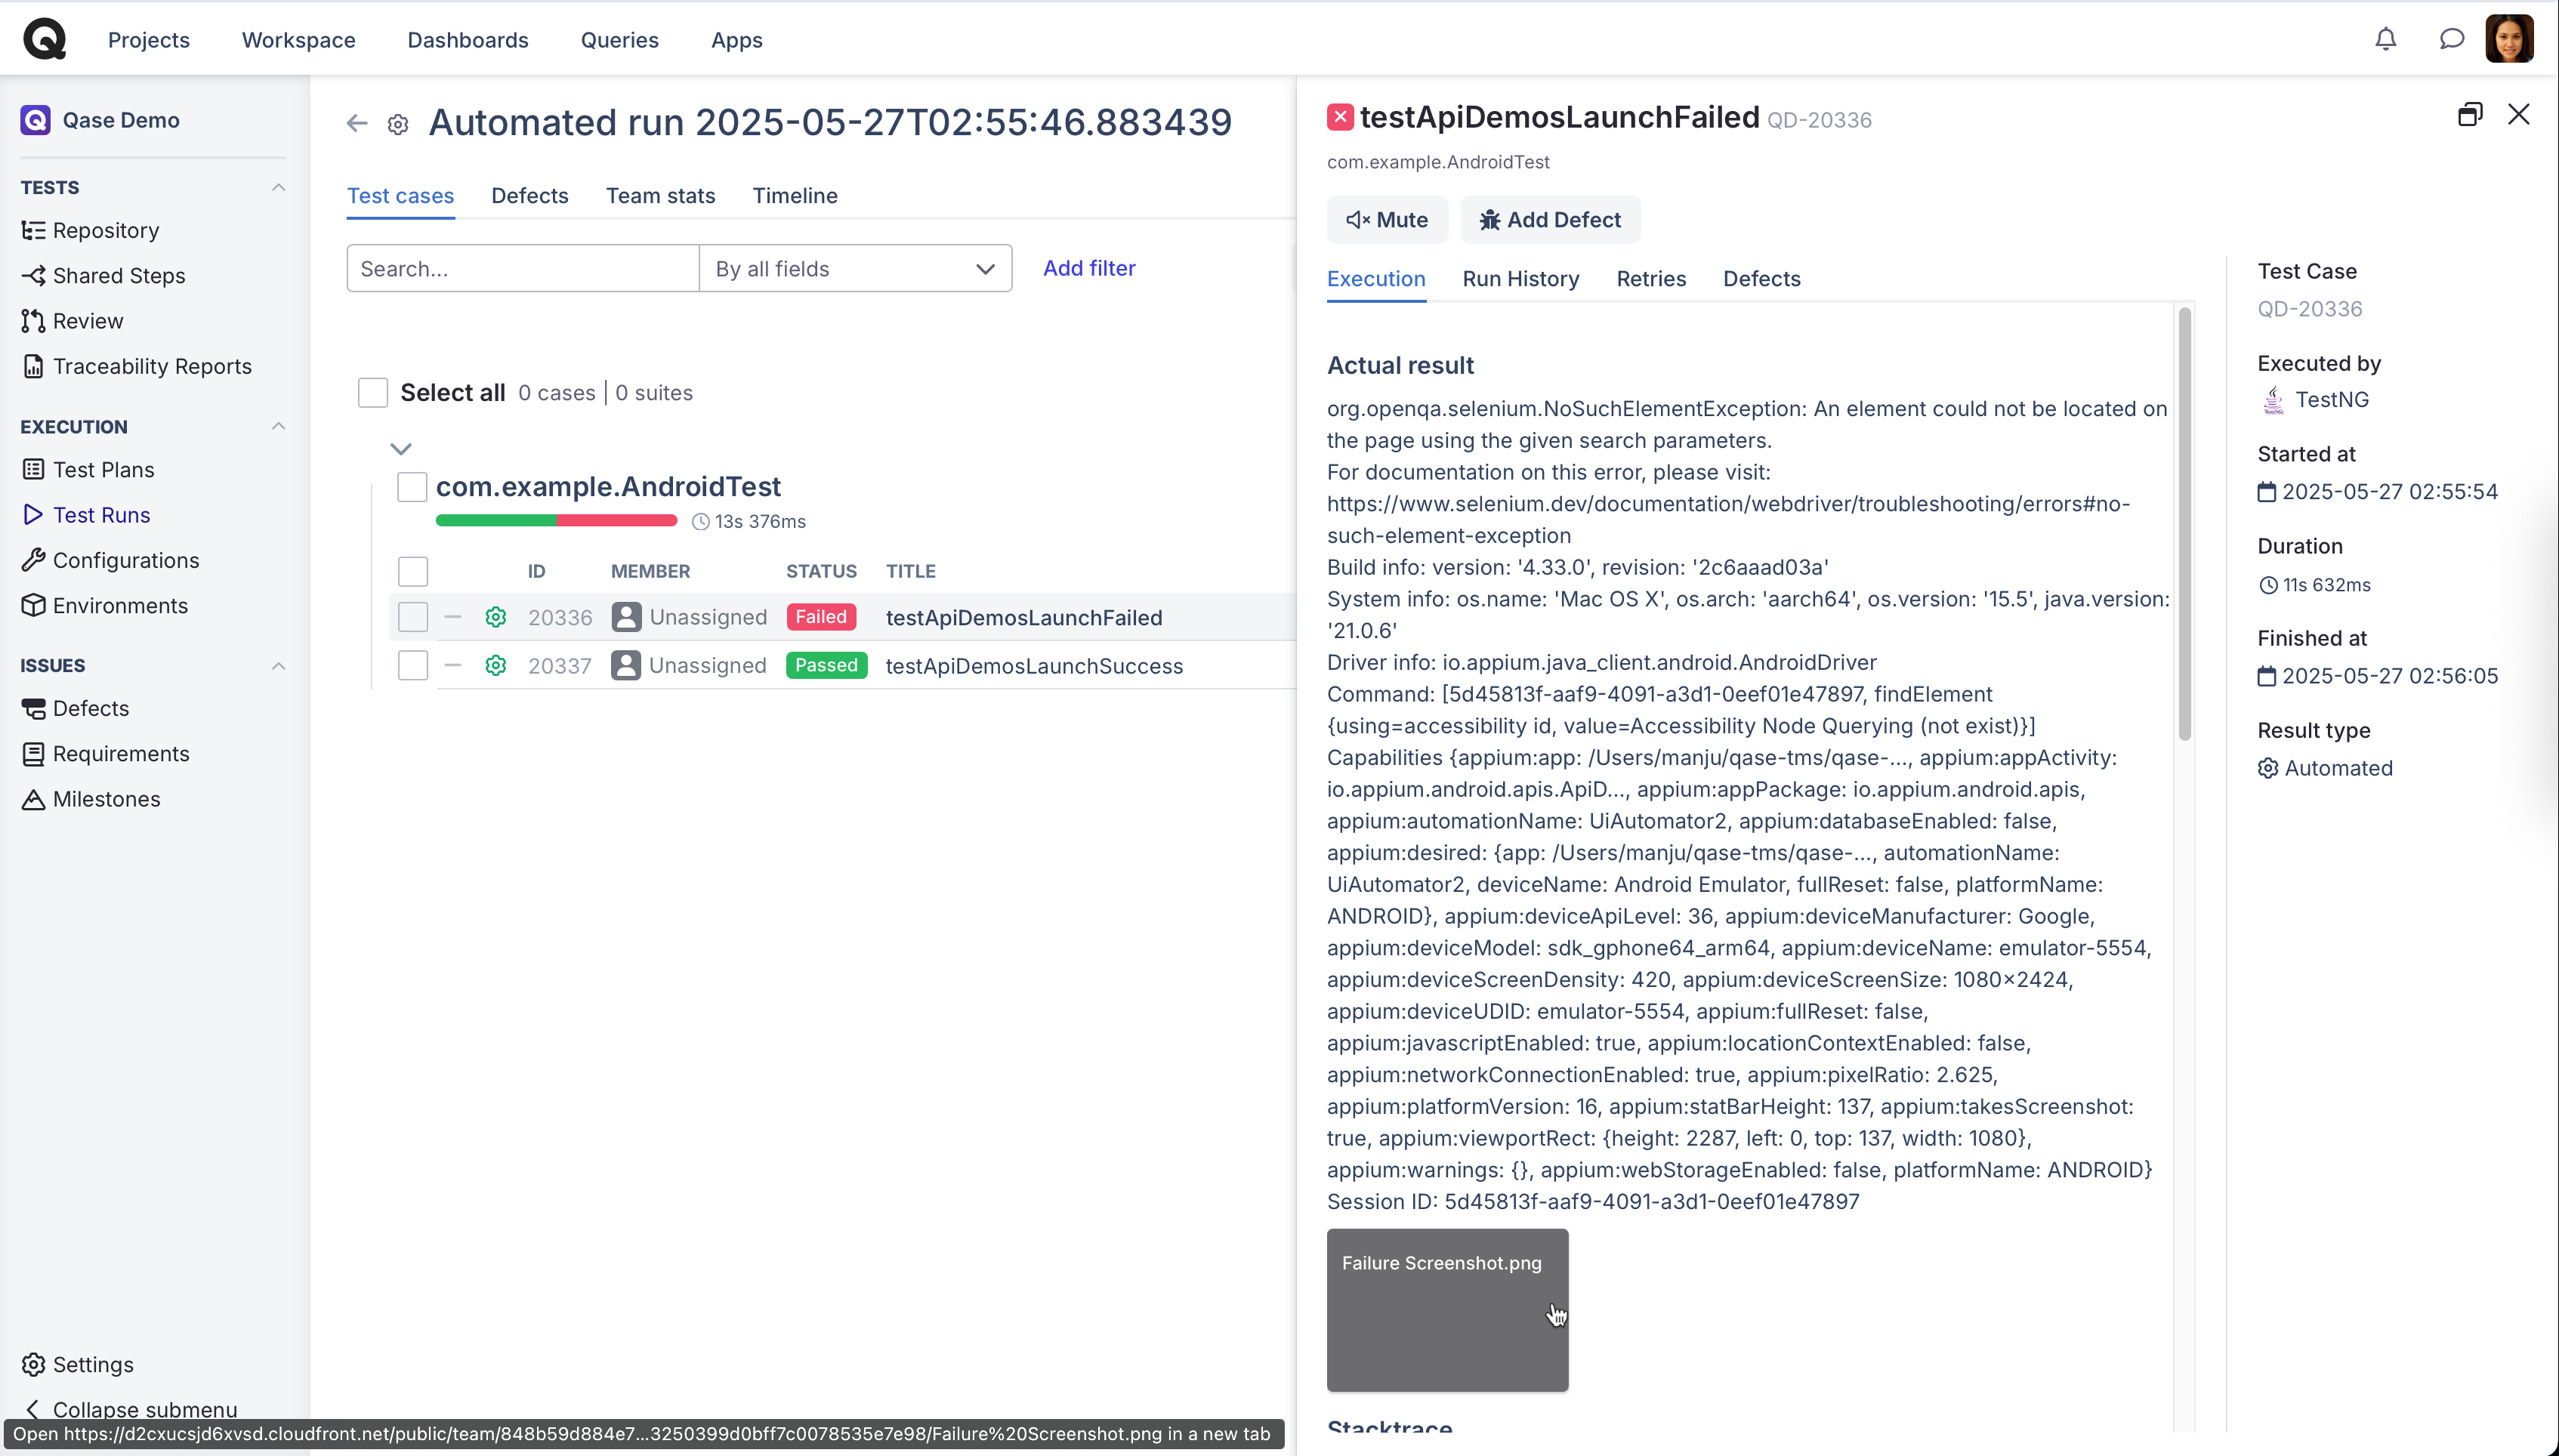 Projects
Workspace
Dashboards
Queries
Apps
Qase Demo
TESTS
Repository
Shared Steps
Review
Traceability Reports
EXECUTION
Test Plans
Test Runs
Configurations
Environments
ISSUES
Defects
Requirements
Milestones
Settings
Collapse submenu
Automated run 2025-05-27T02:55:46.883439
Test cases
Defects
Team stats
Timeline
Search...
By all fields
Add filter
Select all 0 cases | 0 suites
com.example.AndroidTest
13s 376ms
ID MEMBER STATUS TITLE
20336 Unassigned Failed testApiDemosLaunchFailed
20337 Unassigned Passed testApiDemosLaunchSuccess
testApiDemosLaunchFailed QD-20336
com.example.AndroidTest
Mute
Add Defect
Execution
Run History
Retries
Defects
Actual result
org.openqa.selenium.NoSuchElementException: An element could not be located on
the page using the given search parameters.
For documentation on this error, please visit:
https://www.selenium.dev/documentation/webdriver/troubleshooting/errors#no-
such-element-exception
Build info: version: '4.33.0', revision: '2c6aaad03a'
System info: os.name: 'Mac OS X', os.arch: 'aarch64', os.version: '15.5', java.version:
'21.0.6'
Driver info: io.appium.java_client.android.AndroidDriver
Command: [5d45813f-aaf9-4091-a3d1-0eef01e47897, findElement
{using=accessibility id, value=Accessibility Node Querying (not exist)}]
Capabilities {appium:app: /Users/manju/qase-tms/qase-..., appium:appActivity:
io.appium.android.apis.ApiD..., appium:appPackage: io.appium.android.apis,
appium:automationName: UiAutomator2, appium:databaseEnabled: false,
appium:desired: {app: /Users/manju/qase-tms/qase-..., automationName:
UiAutomator2, deviceName: Android Emulator, fullReset: false, platformName:
ANDROID}, appium:deviceApiLevel: 36, appium:deviceManufacturer: Google,
appium:deviceModel: sdk_gphone64_arm64, appium:deviceName: emulator-5554,
appium:deviceScreenDensity: 420, appium:deviceScreenSize: 1080×2424,
appium:deviceUDID: emulator-5554, appium:fullReset: false,
appium:javascriptEnabled: true, appium:locationContextEnabled: false,
appium:networkConnectionEnabled: true, appium:pixelRatio: 2.625,
appium:platformVersion: 16, appium:statBarHeight: 137, appium:takesScreenshot:
true, appium:viewportRect: {height: 2287, left: 0, top: 137, width: 1080},
appium:warnings: {}, appium:webStorageEnabled: false, platformName: ANDROID}
Session ID: 5d45813f-aaf9-4091-a3d1-0eef01e47897
Failure Screenshot.png
Stacktrace
Test Case
QD-20336
Executed by
TestNG
Started at
2025-05-27 02:55:54
Duration
11s 632ms
Finished at
2025-05-27 02:56:05
Result type
Automated
Open https://d2cxucsjd6xvsd.cloudfront.net/public/team/848b59d884e7...3250399d0bff7c0078535e7e98/Failure%20Screenshot.png in a new tab